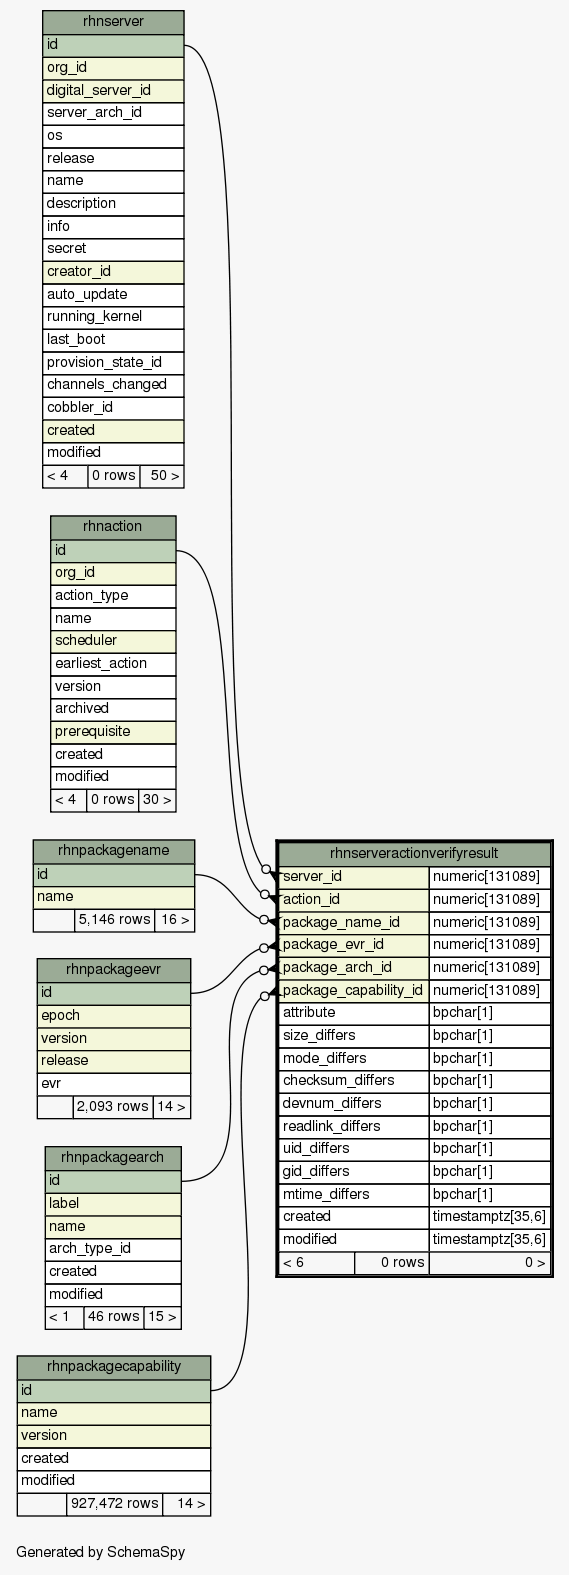 rhnserver
id
org_id
digital_server_id
server_arch_id
os
release
name
description
info
secret
creator_id
auto_update
running_kernel
last_boot
provision_state_id
channels_changed
cobbler_id
created
modified
< 4 0 rows 50 >
rhnaction
id
org_id
action_type
name
scheduler
earliest_action
version
archived
prerequisite
created
modified
< 4 0 rows 30 >
rhnpackagename
id
name
5,146 rows 16 >
rhnpackageevr
id
epoch
version
release
evr
2,093 rows 14 >
rhnpackagearch
id
label
name
arch_type_id
created
modified
< 1 46 rows 15 >
rhnpackagecapability
id
name
version
created
modified
927,472 rows 14 >
rhnserveractionverifyresult
server_id numeric[131089]
action_id numeric[131089]
package_name_id numeric[131089]
package_evr_id numeric[131089]
package_arch_id numeric[131089]
package_capability_id numeric[131089]
attribute bpchar[1]
size_differs bpchar[1]
mode_differs bpchar[1]
checksum_differs bpchar[1]
devnum_differs bpchar[1]
readlink_differs bpchar[1]
uid_differs bpchar[1]
gid_differs bpchar[1]
mtime_differs bpchar[1]
created timestamptz[35,6]
modified timestamptz[35,6]
< 6 0 rows 0 >
Generated by SchemaSpy